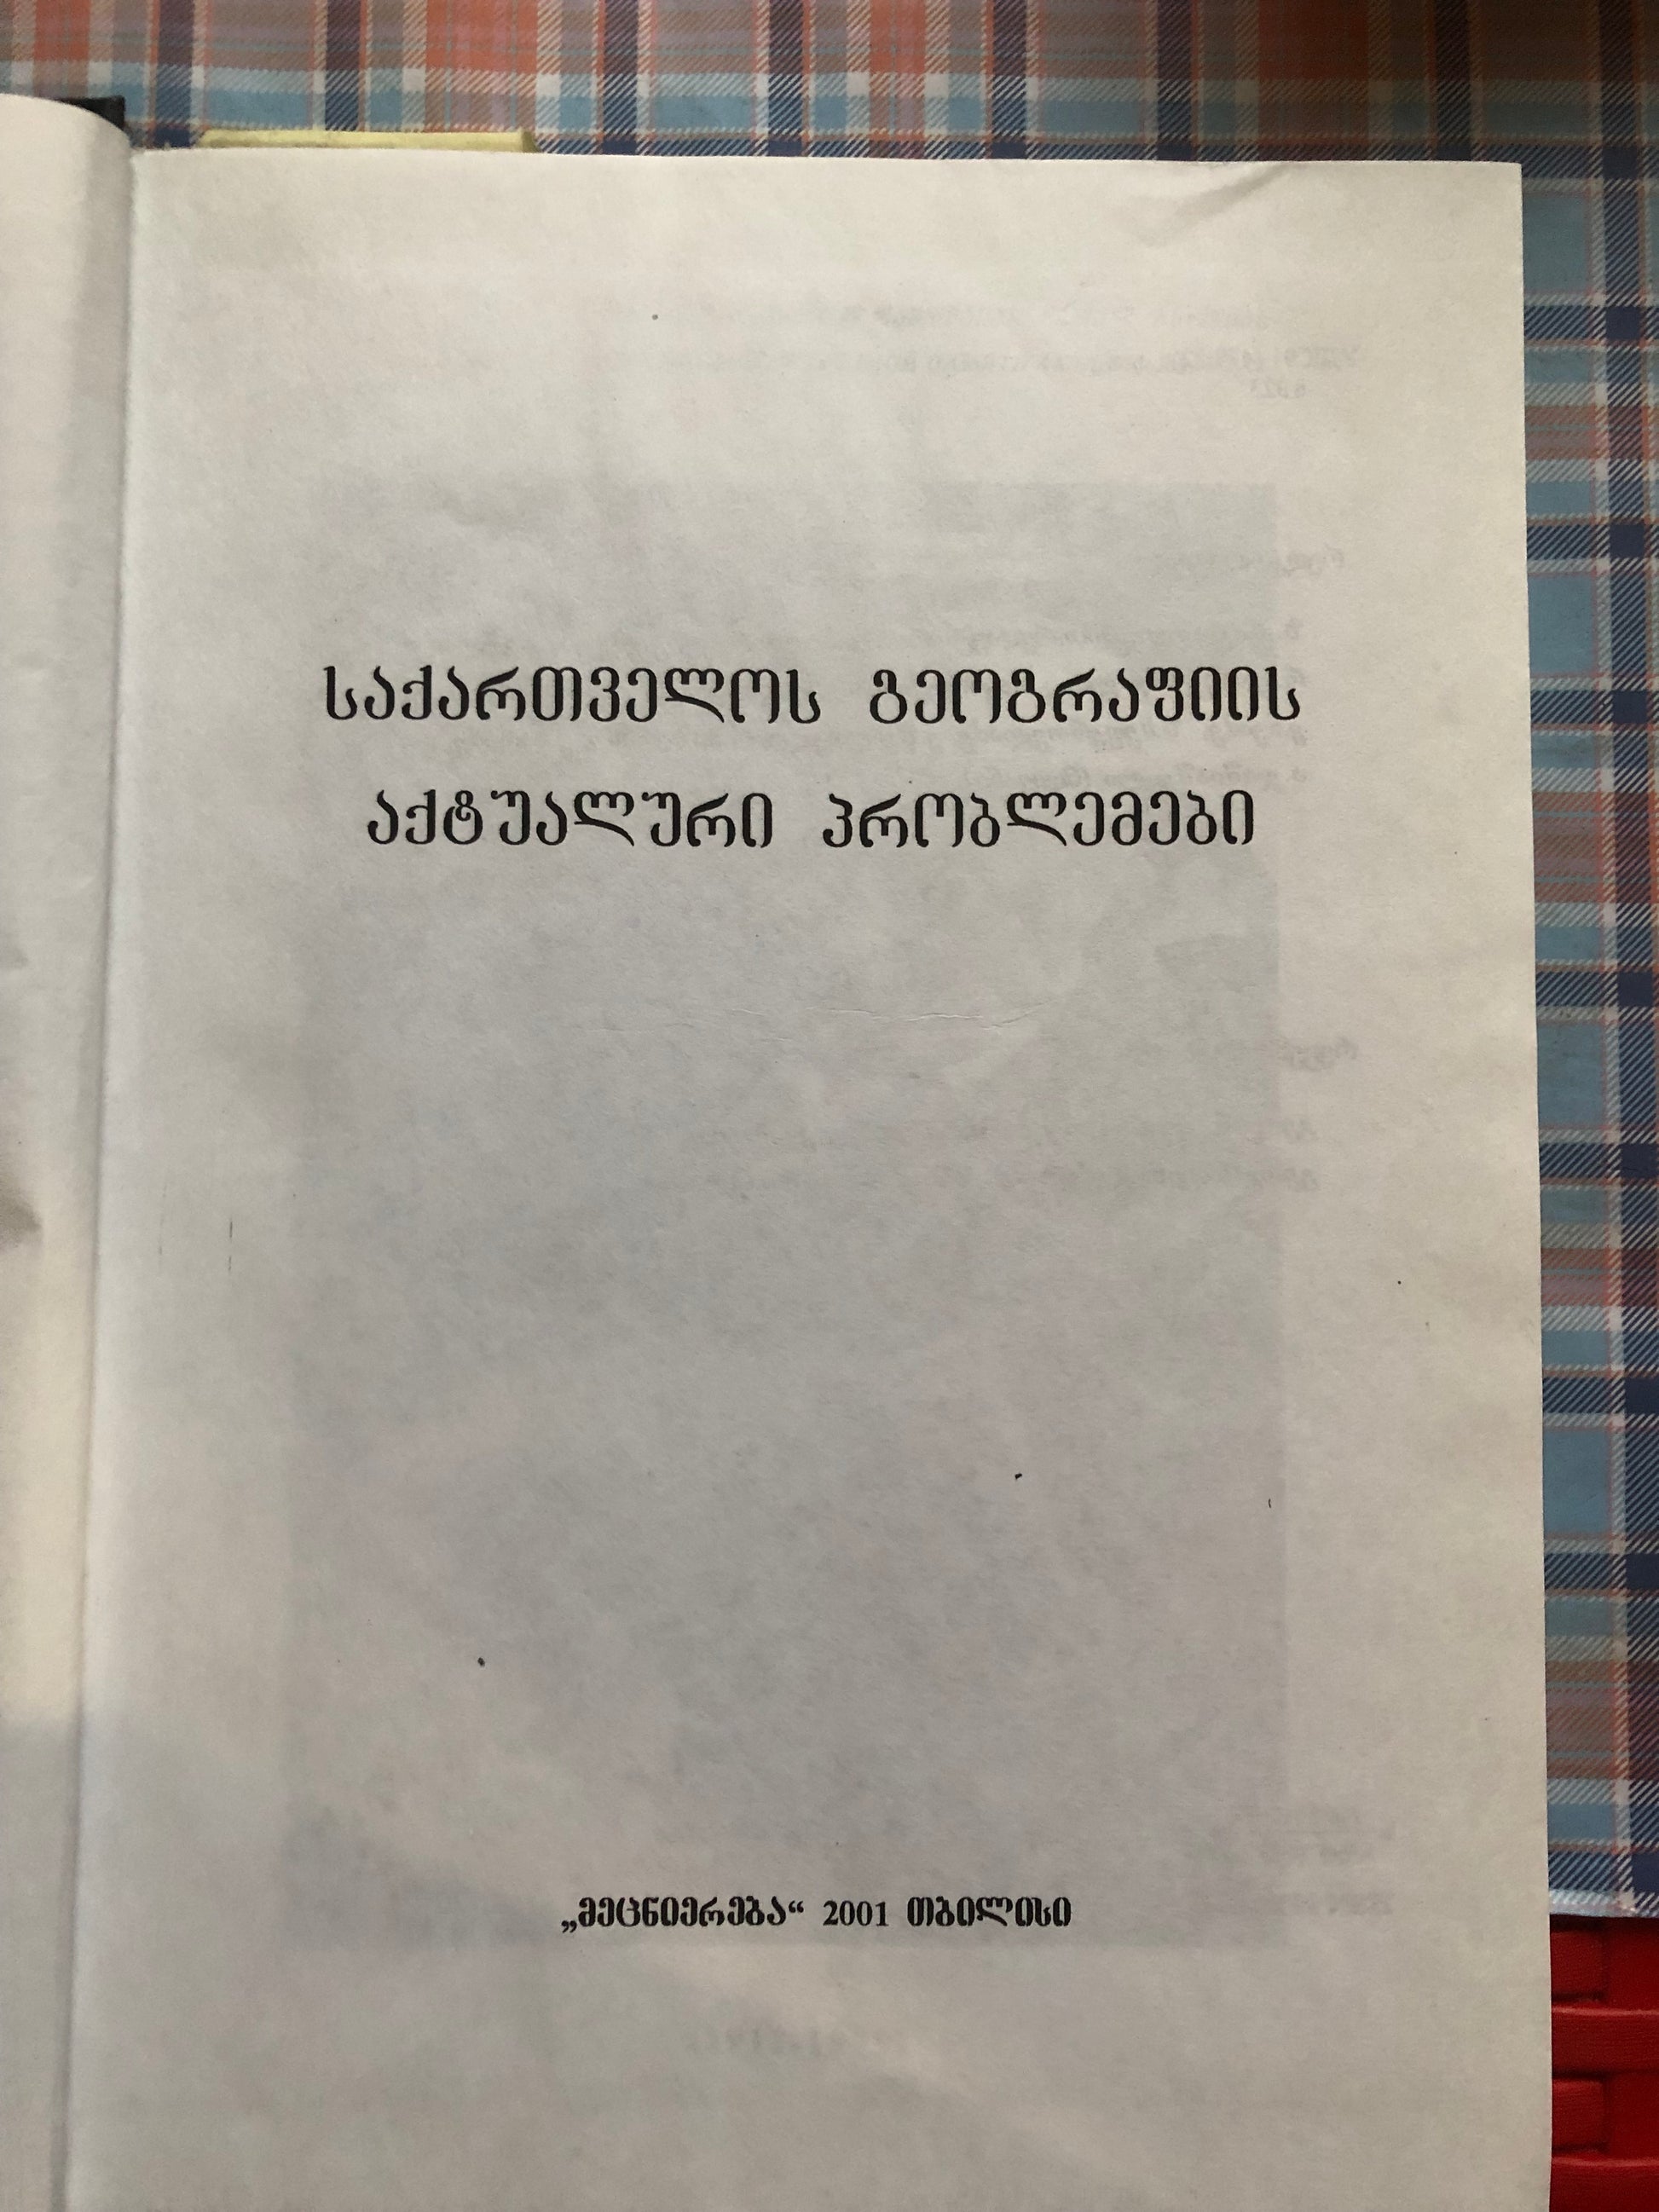 საქართველოს გეოგრაფიის
აქტუალური პრობლემები
„მეცნიერება“ 2001 თბილისი